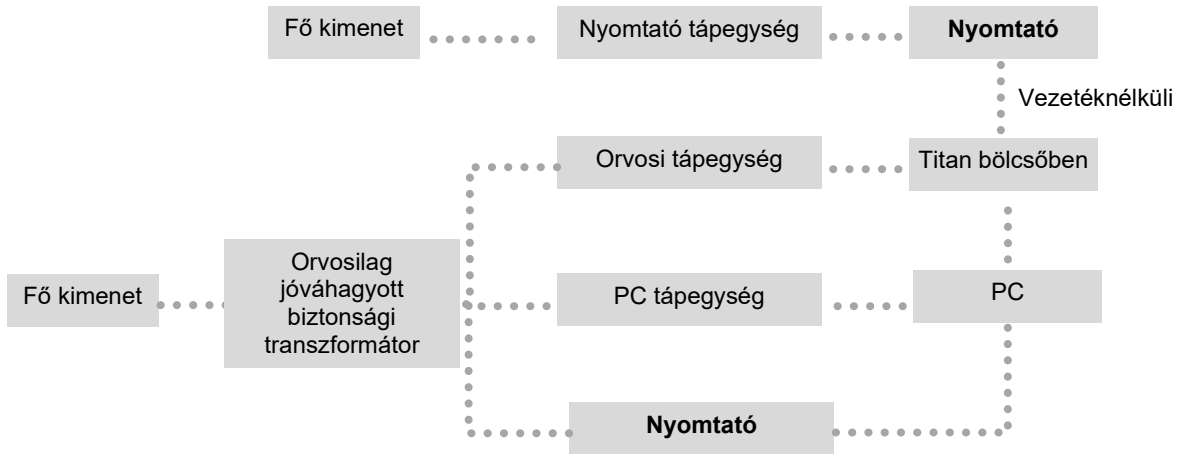 Fő kimenet
Nyomtató tápegység
Nyomtató
Vezetéknélküli
Orvosi tápegység
Titan bölcsőben
Fő kimenet
Orvosilag
jóváhagyott
biztonsági
transzformátor
PC tápegység
PC
Nyomtató